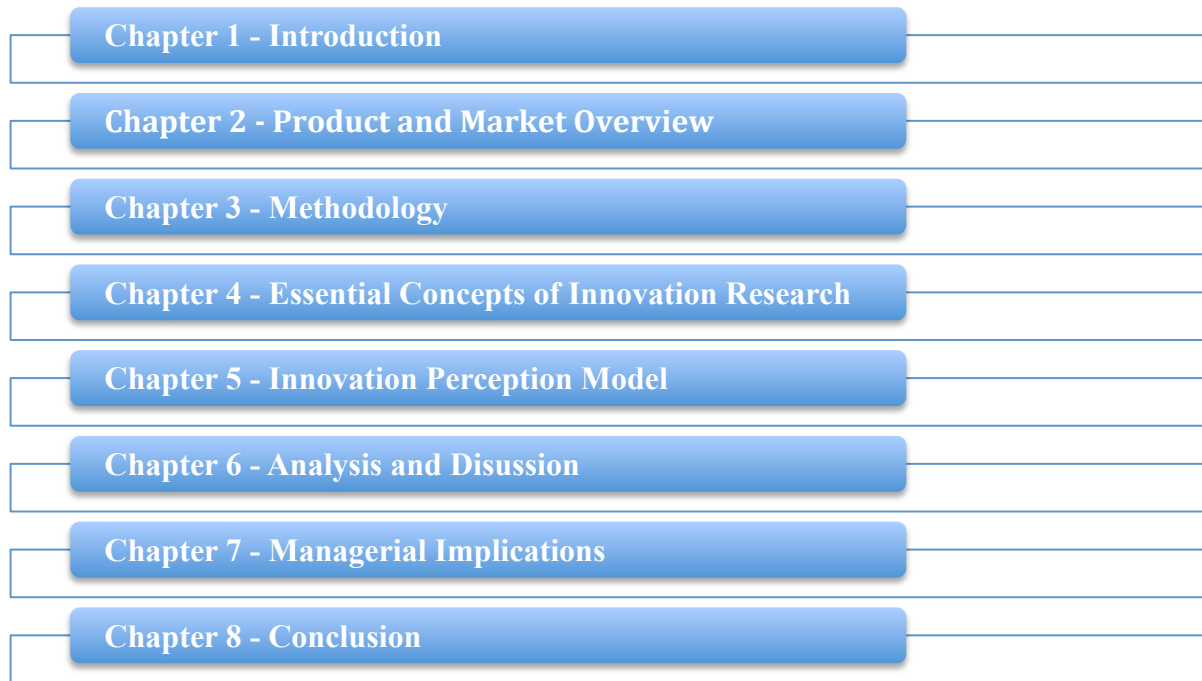 Chapter 1 - Introduction
Chapter 2 - Product and Market Overview
Chapter 3 - Methodology
Chapter 4 - Essential Concepts of Innovation Research
Chapter 5 - Innovation Perception Model
Chapter 6 - Analysis and Disussion
Chapter 7 - Managerial Implications
Chapter 8 - Conclusion